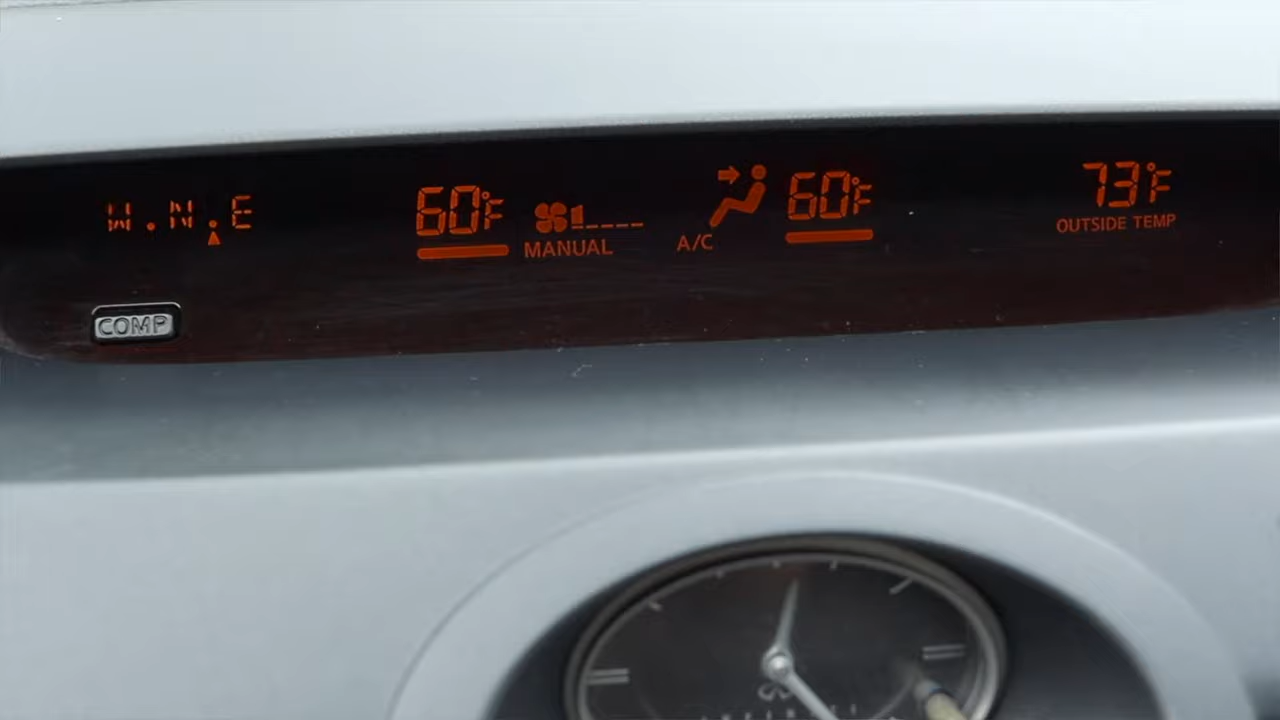 W.N.E
60°F
MANUAL
A/C
60°F
73°F
OUTSIDE TEMP
COMP